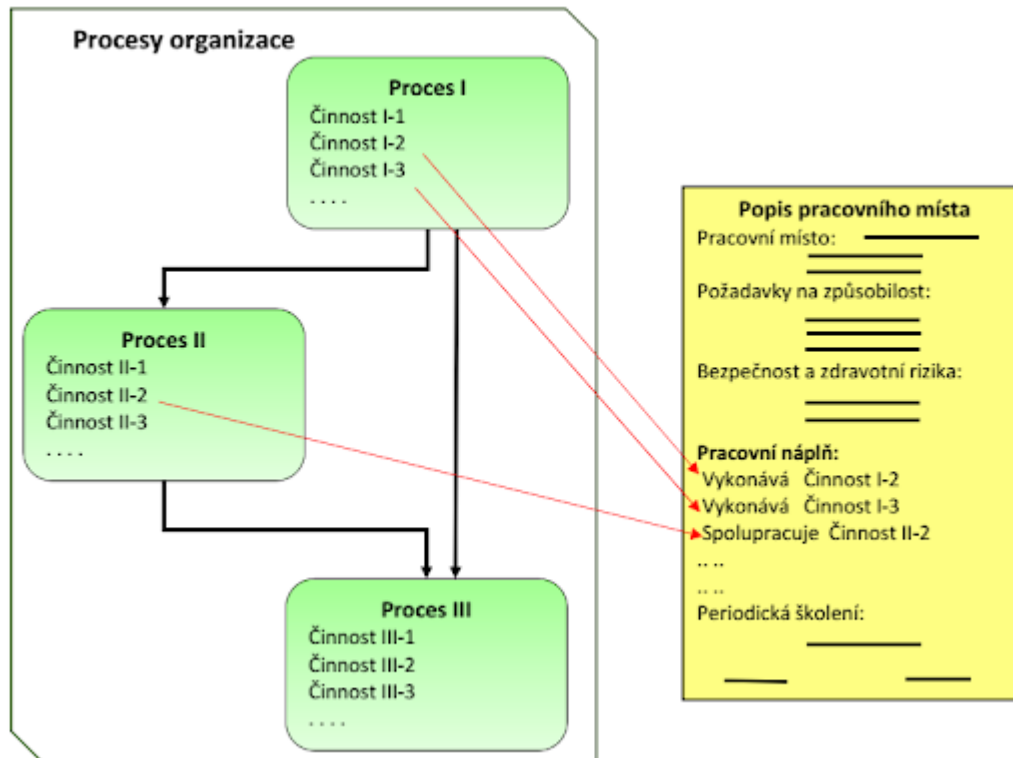 Procesy organizace
Proces I
Činnost I-1
Činnost I-2
Činnost I-3
. . . .
Proces II
Činnost II-1
Činnost II-2
Činnost II-3
. . . .
Proces III
Činnost III-1
Činnost III-2
Činnost III-3
. . . .
Popis pracovního místa
Pracovní místo:
Požadavky na způsobilost:
Bezpečnost a zdravotní rizika:
Pracovní náplň:
Vykonává Činnost I-2
Vykonává Činnost I-3
Spolupracuje Činnost II-2
.. ..
.. ..
Periodická školení: